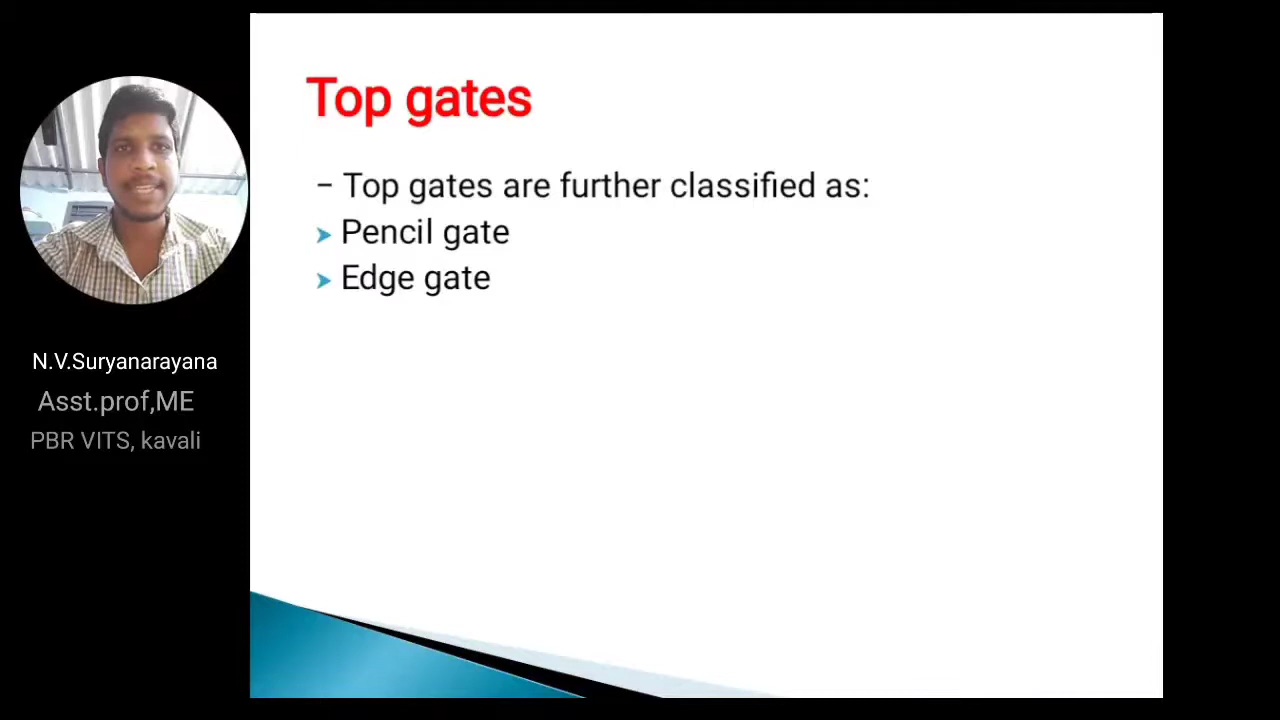 Top gates
− Top gates are further classified as:
➤ Pencil gate
➤ Edge gate
N.V.Suryanarayana
Asst.prof,ME
PBR VITS, kavali